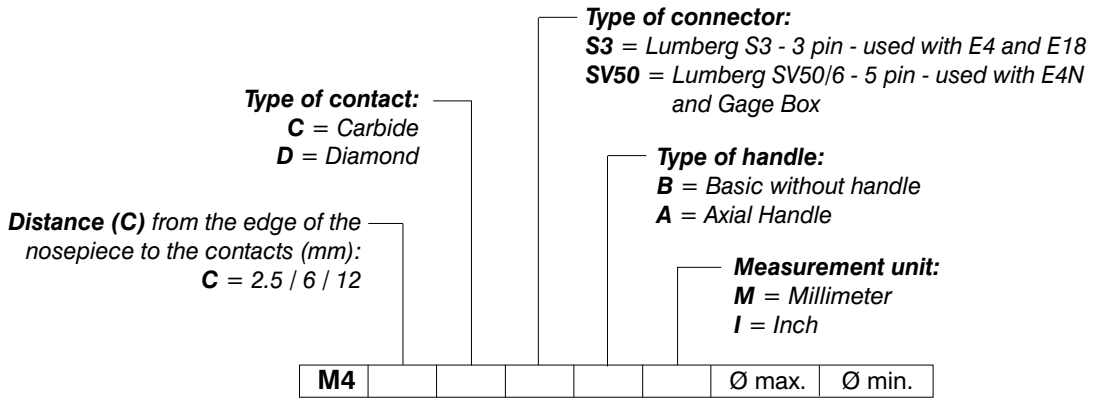 Type of connector:
S3 = Lumberg S3 - 3 pin - used with E4 and E18
SV50 = Lumberg SV50/6 - 5 pin - used with E4N
and Gage Box
Type of contact:
C = Carbide
D = Diamond
Type of handle:
B = Basic without handle
A = Axial Handle
Distance (C) from the edge of the
nosepiece to the contacts (mm):
C = 2.5 / 6 / 12
Measurement unit:
M = Millimeter
I = Inch
M4 Ø max. Ø min.